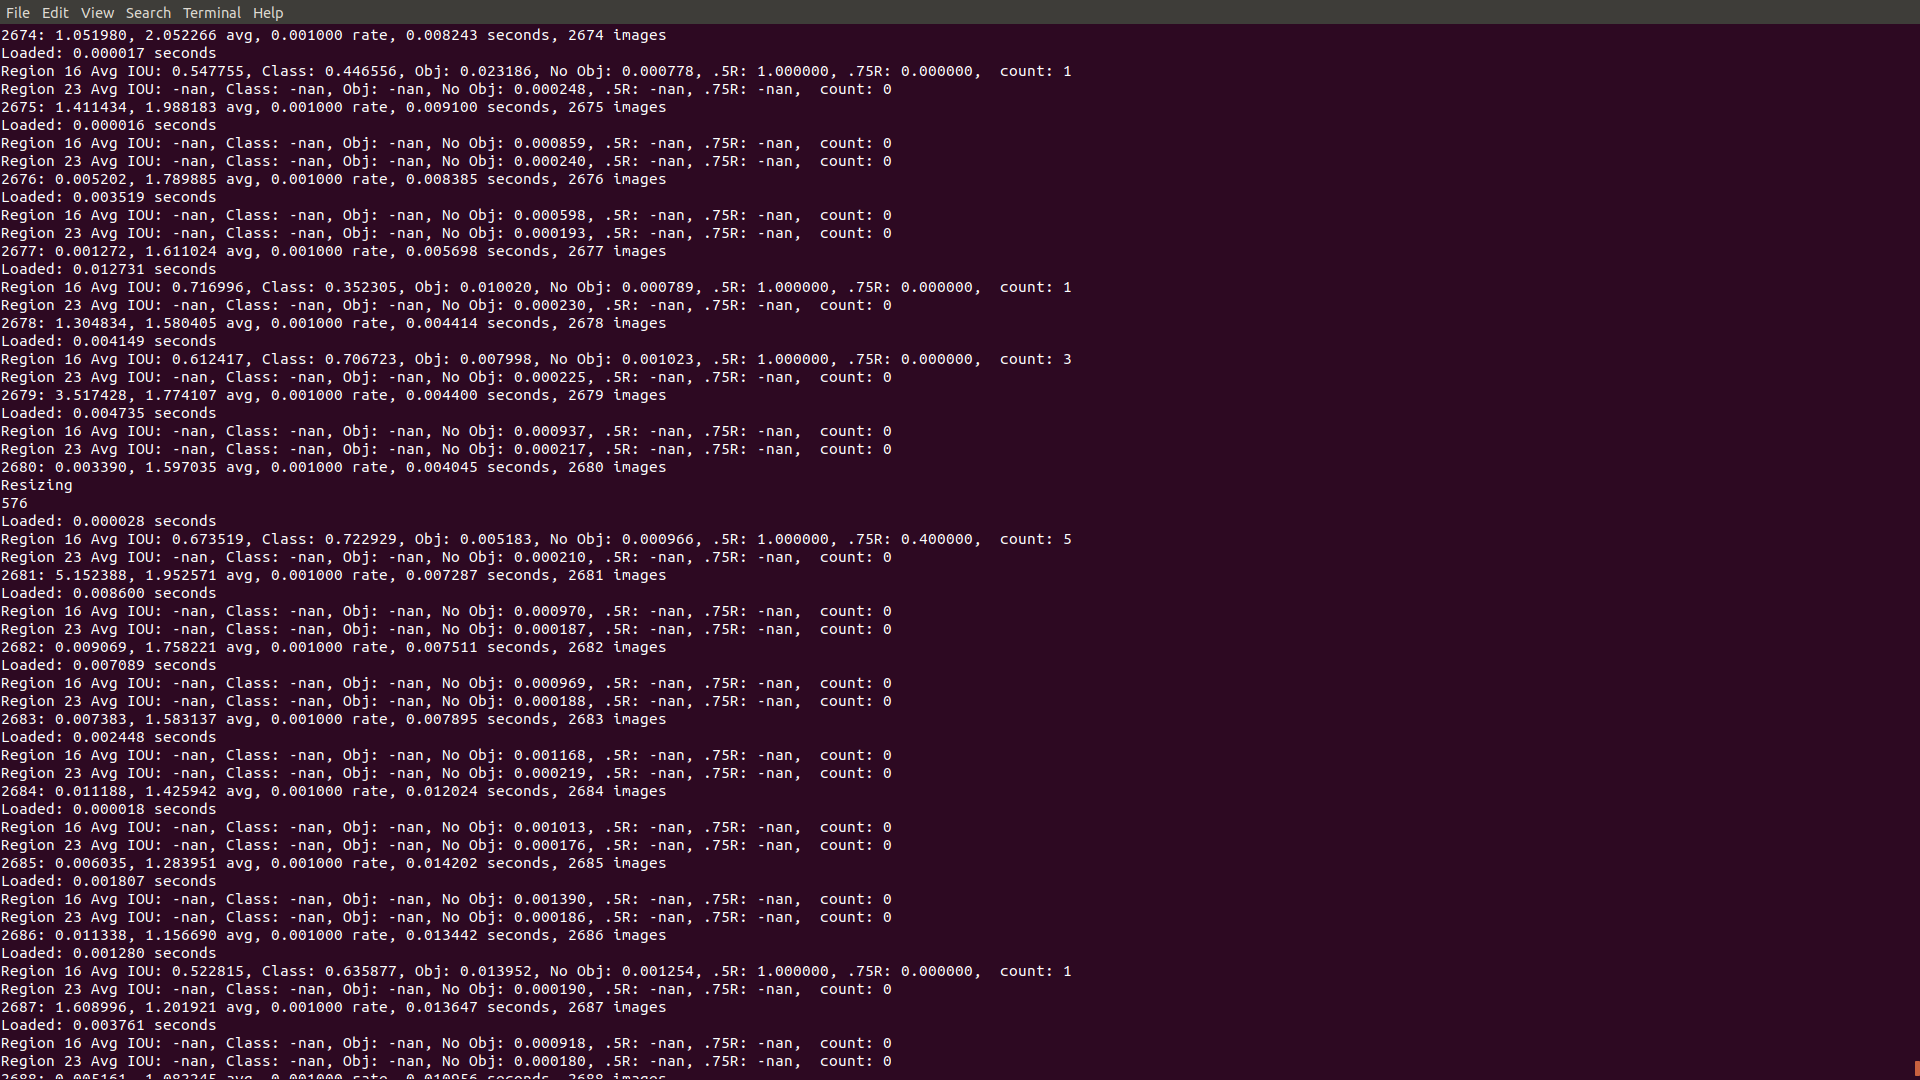 File Edit View Search Terminal Help
2674: 1.051980, 2.052266 avg, 0.001000 rate, 0.008243 seconds, 2674 images
Loaded: 0.000017 seconds
Region 16 Avg IOU: 0.547755, Class: 0.446556, Obj: 0.023186, No Obj: 0.000778, .5R: 1.000000, .75R: 0.000000,  count: 1
Region 23 Avg IOU: -nan, Class: -nan, Obj: -nan, No Obj: 0.000248, .5R: -nan, .75R: -nan,  count: 0
2675: 1.411434, 1.988183 avg, 0.001000 rate, 0.009100 seconds, 2675 images
Loaded: 0.000016 seconds
Region 16 Avg IOU: -nan, Class: -nan, Obj: -nan, No Obj: 0.000859, .5R: -nan, .75R: -nan,  count: 0
Region 23 Avg IOU: -nan, Class: -nan, Obj: -nan, No Obj: 0.000240, .5R: -nan, .75R: -nan,  count: 0
2676: 0.005202, 1.789885 avg, 0.001000 rate, 0.008385 seconds, 2676 images
Loaded: 0.003519 seconds
Region 16 Avg IOU: -nan, Class: -nan, Obj: -nan, No Obj: 0.000598, .5R: -nan, .75R: -nan,  count: 0
Region 23 Avg IOU: -nan, Class: -nan, Obj: -nan, No Obj: 0.000193, .5R: -nan, .75R: -nan,  count: 0
2677: 0.001272, 1.611024 avg, 0.001000 rate, 0.005698 seconds, 2677 images
Loaded: 0.012731 seconds
Region 16 Avg IOU: 0.716996, Class: 0.352305, Obj: 0.010020, No Obj: 0.000789, .5R: 1.000000, .75R: 0.000000,  count: 1
Region 23 Avg IOU: -nan, Class: -nan, Obj: -nan, No Obj: 0.000230, .5R: -nan, .75R: -nan,  count: 0
2678: 1.304834, 1.580405 avg, 0.001000 rate, 0.004414 seconds, 2678 images
Loaded: 0.004149 seconds
Region 16 Avg IOU: 0.612417, Class: 0.706723, Obj: 0.007998, No Obj: 0.001023, .5R: 1.000000, .75R: 0.000000,  count: 3
Region 23 Avg IOU: -nan, Class: -nan, Obj: -nan, No Obj: 0.000225, .5R: -nan, .75R: -nan,  count: 0
2679: 3.517428, 1.774107 avg, 0.001000 rate, 0.004400 seconds, 2679 images
Loaded: 0.004735 seconds
Region 16 Avg IOU: -nan, Class: -nan, Obj: -nan, No Obj: 0.000937, .5R: -nan, .75R: -nan,  count: 0
Region 23 Avg IOU: -nan, Class: -nan, Obj: -nan, No Obj: 0.000217, .5R: -nan, .75R: -nan,  count: 0
2680: 0.003390, 1.597035 avg, 0.001000 rate, 0.004045 seconds, 2680 images
Resizing
576
Loaded: 0.000028 seconds
Region 16 Avg IOU: 0.673519, Class: 0.722929, Obj: 0.005183, No Obj: 0.000966, .5R: 1.000000, .75R: 0.400000,  count: 5
Region 23 Avg IOU: -nan, Class: -nan, Obj: -nan, No Obj: 0.000210, .5R: -nan, .75R: -nan,  count: 0
2681: 5.152388, 1.952571 avg, 0.001000 rate, 0.007287 seconds, 2681 images
Loaded: 0.008600 seconds
Region 16 Avg IOU: -nan, Class: -nan, Obj: -nan, No Obj: 0.000970, .5R: -nan, .75R: -nan,  count: 0
Region 23 Avg IOU: -nan, Class: -nan, Obj: -nan, No Obj: 0.000187, .5R: -nan, .75R: -nan,  count: 0
2682: 0.009069, 1.758221 avg, 0.001000 rate, 0.007511 seconds, 2682 images
Loaded: 0.007089 seconds
Region 16 Avg IOU: -nan, Class: -nan, Obj: -nan, No Obj: 0.000969, .5R: -nan, .75R: -nan,  count: 0
Region 23 Avg IOU: -nan, Class: -nan, Obj: -nan, No Obj: 0.000188, .5R: -nan, .75R: -nan,  count: 0
2683: 0.007383, 1.583137 avg, 0.001000 rate, 0.007895 seconds, 2683 images
Loaded: 0.002448 seconds
Region 16 Avg IOU: -nan, Class: -nan, Obj: -nan, No Obj: 0.001168, .5R: -nan, .75R: -nan,  count: 0
Region 23 Avg IOU: -nan, Class: -nan, Obj: -nan, No Obj: 0.000219, .5R: -nan, .75R: -nan,  count: 0
2684: 0.011188, 1.425942 avg, 0.001000 rate, 0.012024 seconds, 2684 images
Loaded: 0.000018 seconds
Region 16 Avg IOU: -nan, Class: -nan, Obj: -nan, No Obj: 0.001013, .5R: -nan, .75R: -nan,  count: 0
Region 23 Avg IOU: -nan, Class: -nan, Obj: -nan, No Obj: 0.000176, .5R: -nan, .75R: -nan,  count: 0
2685: 0.006035, 1.283951 avg, 0.001000 rate, 0.014202 seconds, 2685 images
Loaded: 0.001807 seconds
Region 16 Avg IOU: -nan, Class: -nan, Obj: -nan, No Obj: 0.001390, .5R: -nan, .75R: -nan,  count: 0
Region 23 Avg IOU: -nan, Class: -nan, Obj: -nan, No Obj: 0.000186, .5R: -nan, .75R: -nan,  count: 0
2686: 0.011338, 1.156690 avg, 0.001000 rate, 0.013442 seconds, 2686 images
Loaded: 0.001280 seconds
Region 16 Avg IOU: 0.522815, Class: 0.635877, Obj: 0.013952, No Obj: 0.001254, .5R: 1.000000, .75R: 0.000000,  count: 1
Region 23 Avg IOU: -nan, Class: -nan, Obj: -nan, No Obj: 0.000190, .5R: -nan, .75R: -nan,  count: 0
2687: 1.608996, 1.201921 avg, 0.001000 rate, 0.013647 seconds, 2687 images
Loaded: 0.003761 seconds
Region 16 Avg IOU: -nan, Class: -nan, Obj: -nan, No Obj: 0.000918, .5R: -nan, .75R: -nan,  count: 0
Region 23 Avg IOU: -nan, Class: -nan, Obj: -nan, No Obj: 0.000180, .5R: -nan, .75R: -nan,  count: 0
2688: 0.005161, 1.082245 avg, 0.001000 rate, 0.010956 seconds, 2688 images